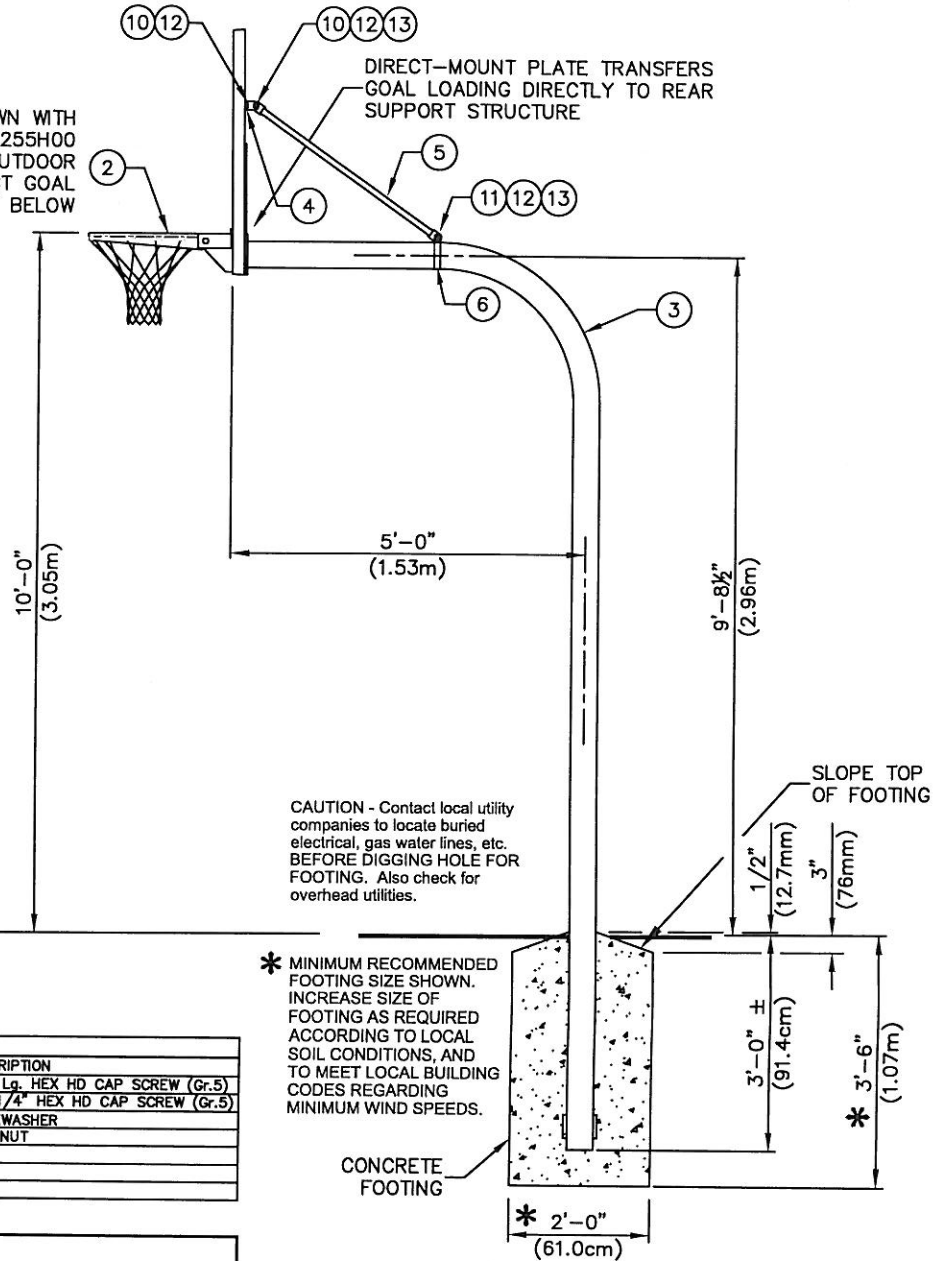 10 12
10 12 13
DIRECT-MOUNT PLATE TRANSFERS
GOAL LOADING DIRECTLY TO REAR
SUPPORT STRUCTURE
WITH
255H00
GOAL
BELOW
2
5
4
11 12 13
6
3
10'-0"
(3.05m)
5'-0"
(1.53m)
9'-8½"
(2.96m)
SLOPE TOP
OF FOOTING
1/2"
(12.7mm)
3"
(76mm)
CAUTION - Contact local utility
companies to locate buried
electrical, gas water lines, etc.
BEFORE DIGGING HOLE FOR
FOOTING. Also check for
overhead utilities.
* MINIMUM RECOMMENDED
FOOTING SIZE SHOWN.
INCREASE SIZE OF
FOOTING AS REQUIRED
ACCORDING TO LOCAL
SOIL CONDITIONS, AND
TO MEET LOCAL BUILDING
CODES REGARDING
MINIMUM WIND SPEEDS.
3'-0" ±
(91.4cm)
* 3'-6"
(1.07m)
CONCRETE
FOOTING
* 2'-0"
(61.0cm)
RIPTION
Lg. HEX HD CAP SCREW (Gr.5)
1/4" HEX HD CAP SCREW (Gr.5)
WASHER
NUT